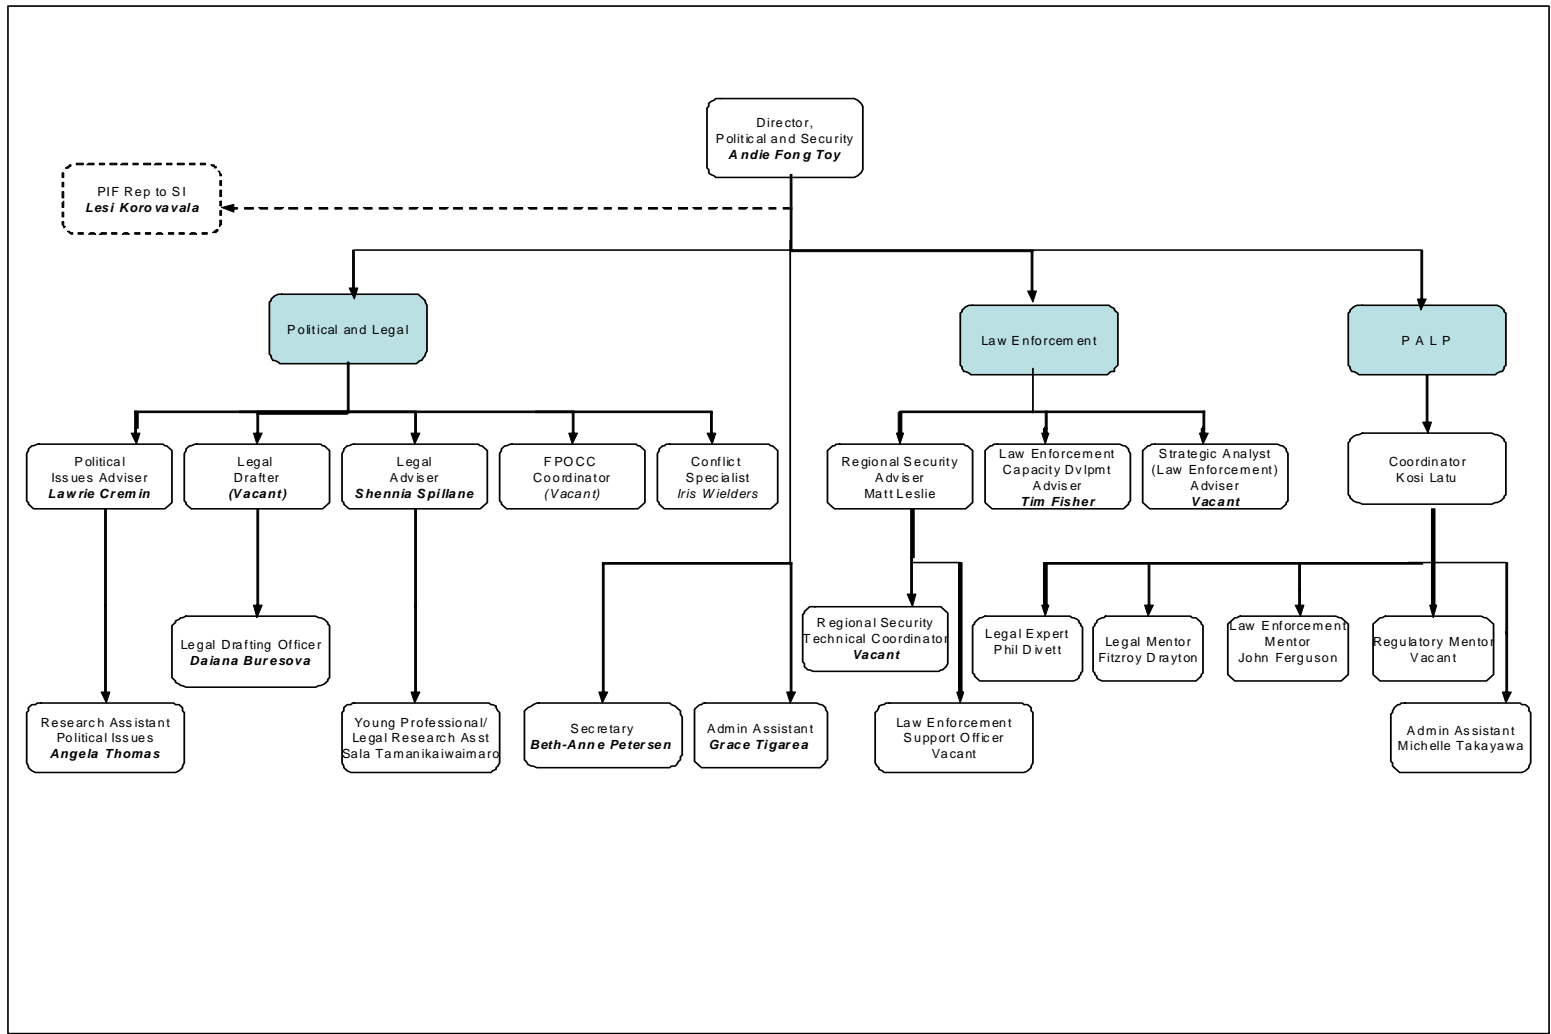 Director,
Political and Security
Andie Fong Toy
PIF Rep to SI
Lesi Korovavala
Political and Legal
Law Enforcement
P A L P
Political
Issues Adviser
Lawrie Cremin
Legal
Drafter
(Vacant)
Legal
Adviser
Shennia Spillane
FPOCC
Coordinator
(Vacant)
Conflict
Specialist
Iris Wielders
Regional Security
Adviser
Matt Leslie
Law Enforcement
Capacity Dvlpmt
Adviser
Tim Fisher
Strategic Analyst
(Law Enforcement)
Adviser
Vacant
Coordinator
Kosi Latu
Legal Drafting Officer
Daiana Buresova
Regional Security
Technical Coordinator
Vacant
Legal Expert
Phil Divett
Legal Mentor
Fitzroy Drayton
Law Enforcement
Mentor
John Ferguson
Regulatory Mentor
Vacant
Research Assistant
Political Issues
Angela Thomas
Young Professional/
Legal Research Asst
Sala Tamanikaiwaimaro
Secretary
Beth-Anne Petersen
Admin Assistant
Grace Tigarea
Law Enforcement
Support Officer
Vacant
Admin Assistant
Michelle Takayawa